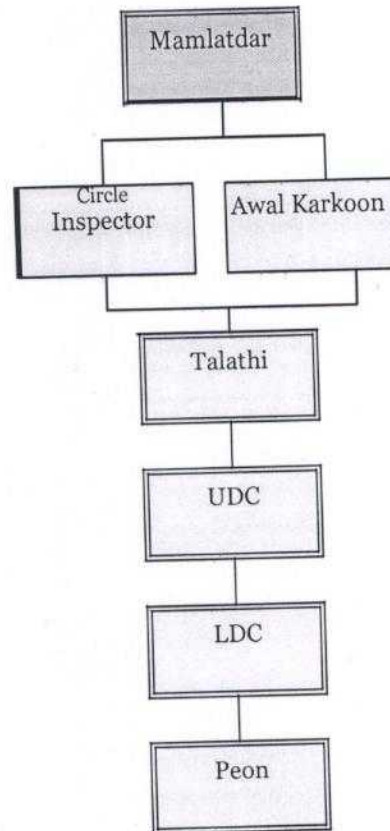 Mamlatdar
Circle
Inspector
Awal Karkoon
Talathi
UDC
LDC
Peon